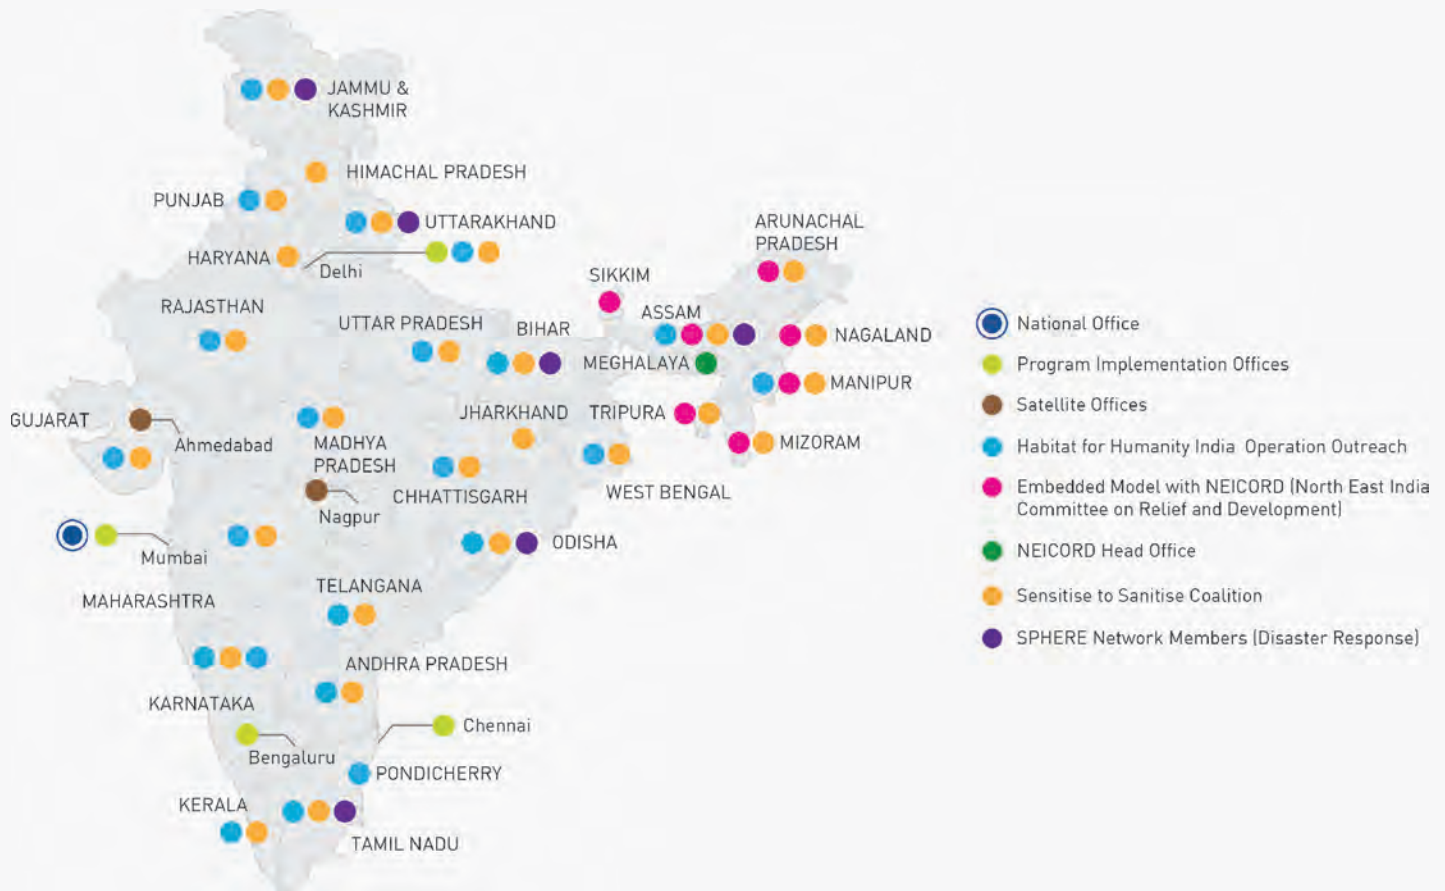 JAMMU &
KASHMIR
HIMACHAL PRADESH
PUNJAB
UTTARAKHAND
HARYANA
Delhi
RAJASTHAN
UTTAR PRADESH
BIHAR
SIKKIM
ARUNACHAL
PRADESH
ASSAM
NAGALAND
MEGHALAYA
MANIPUR
GUJARAT
Ahmedabad
MADHYA
PRADESH
JHARKHAND
TRIPURA
MIZORAM
CHHATTISGARH
WEST BENGAL
Nagpur
Mumbai
ODISHA
MAHARASHTRA
TELANGANA
ANDHRA PRADESH
KARNATAKA
Bengaluru
Chennai
PONDICHERRY
KERALA
TAMIL NADU
National Office
Program Implementation Offices
Satellite Offices
Habitat for Humanity India Operation Outreach
Embedded Model with NEICORD (North East India
Committee on Relief and Development)
NEICORD Head Office
Sensitise to Sanitise Coalition
SPHERE Network Members (Disaster Response)